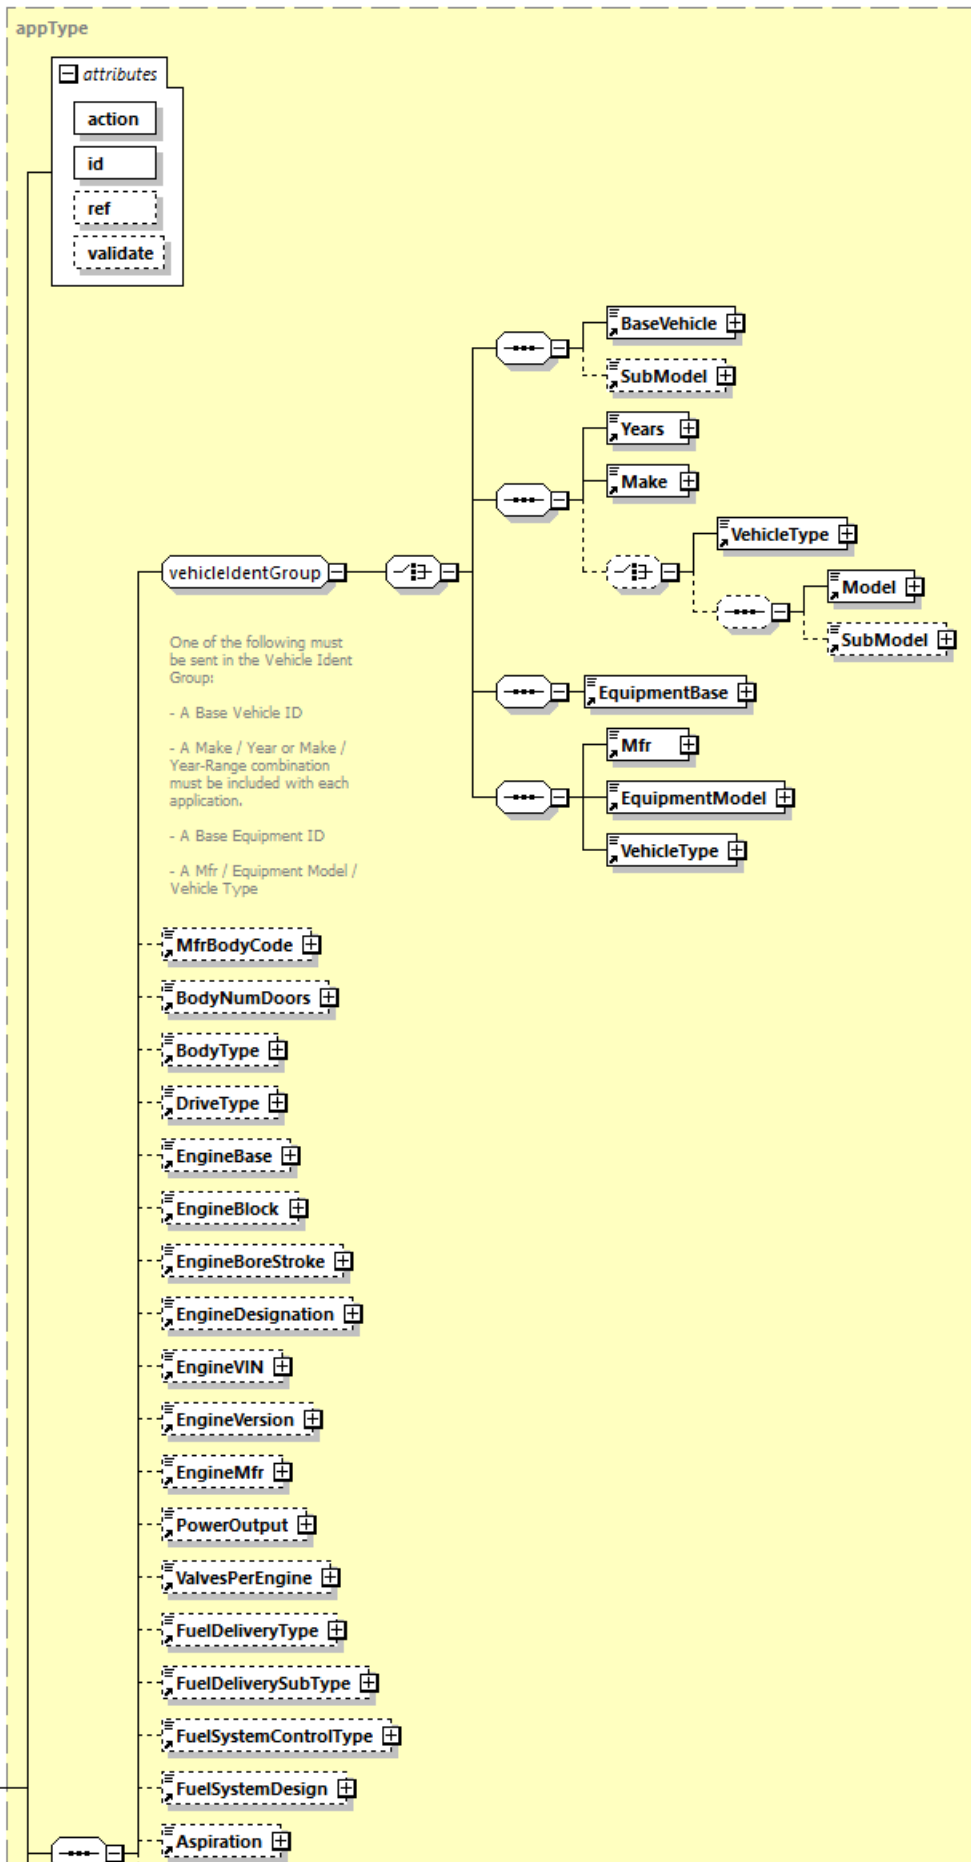 appType
attributes
action
id
ref
validate
BaseVehicle
SubModel
Years
Make
VehicleType
Model
SubModel
vehicleIdentGroup
One of the following must
be sent in the Vehicle Ident
Group:
- A Base Vehicle ID
- A Make / Year or Make /
Year-Range combination
must be included with each
application.
- A Base Equipment ID
- A Mfr / Equipment Model /
Vehicle Type
EquipmentBase
Mfr
EquipmentModel
VehicleType
MfrBodyCode
BodyNumDoors
BodyType
DriveType
EngineBase
EngineBlock
EngineBoreStroke
EngineDesignation
EngineVIN
EngineVersion
EngineMfr
PowerOutput
ValvesPerEngine
FuelDeliveryType
FuelDeliverySubType
FuelSystemControlType
FuelSystemDesign
Aspiration